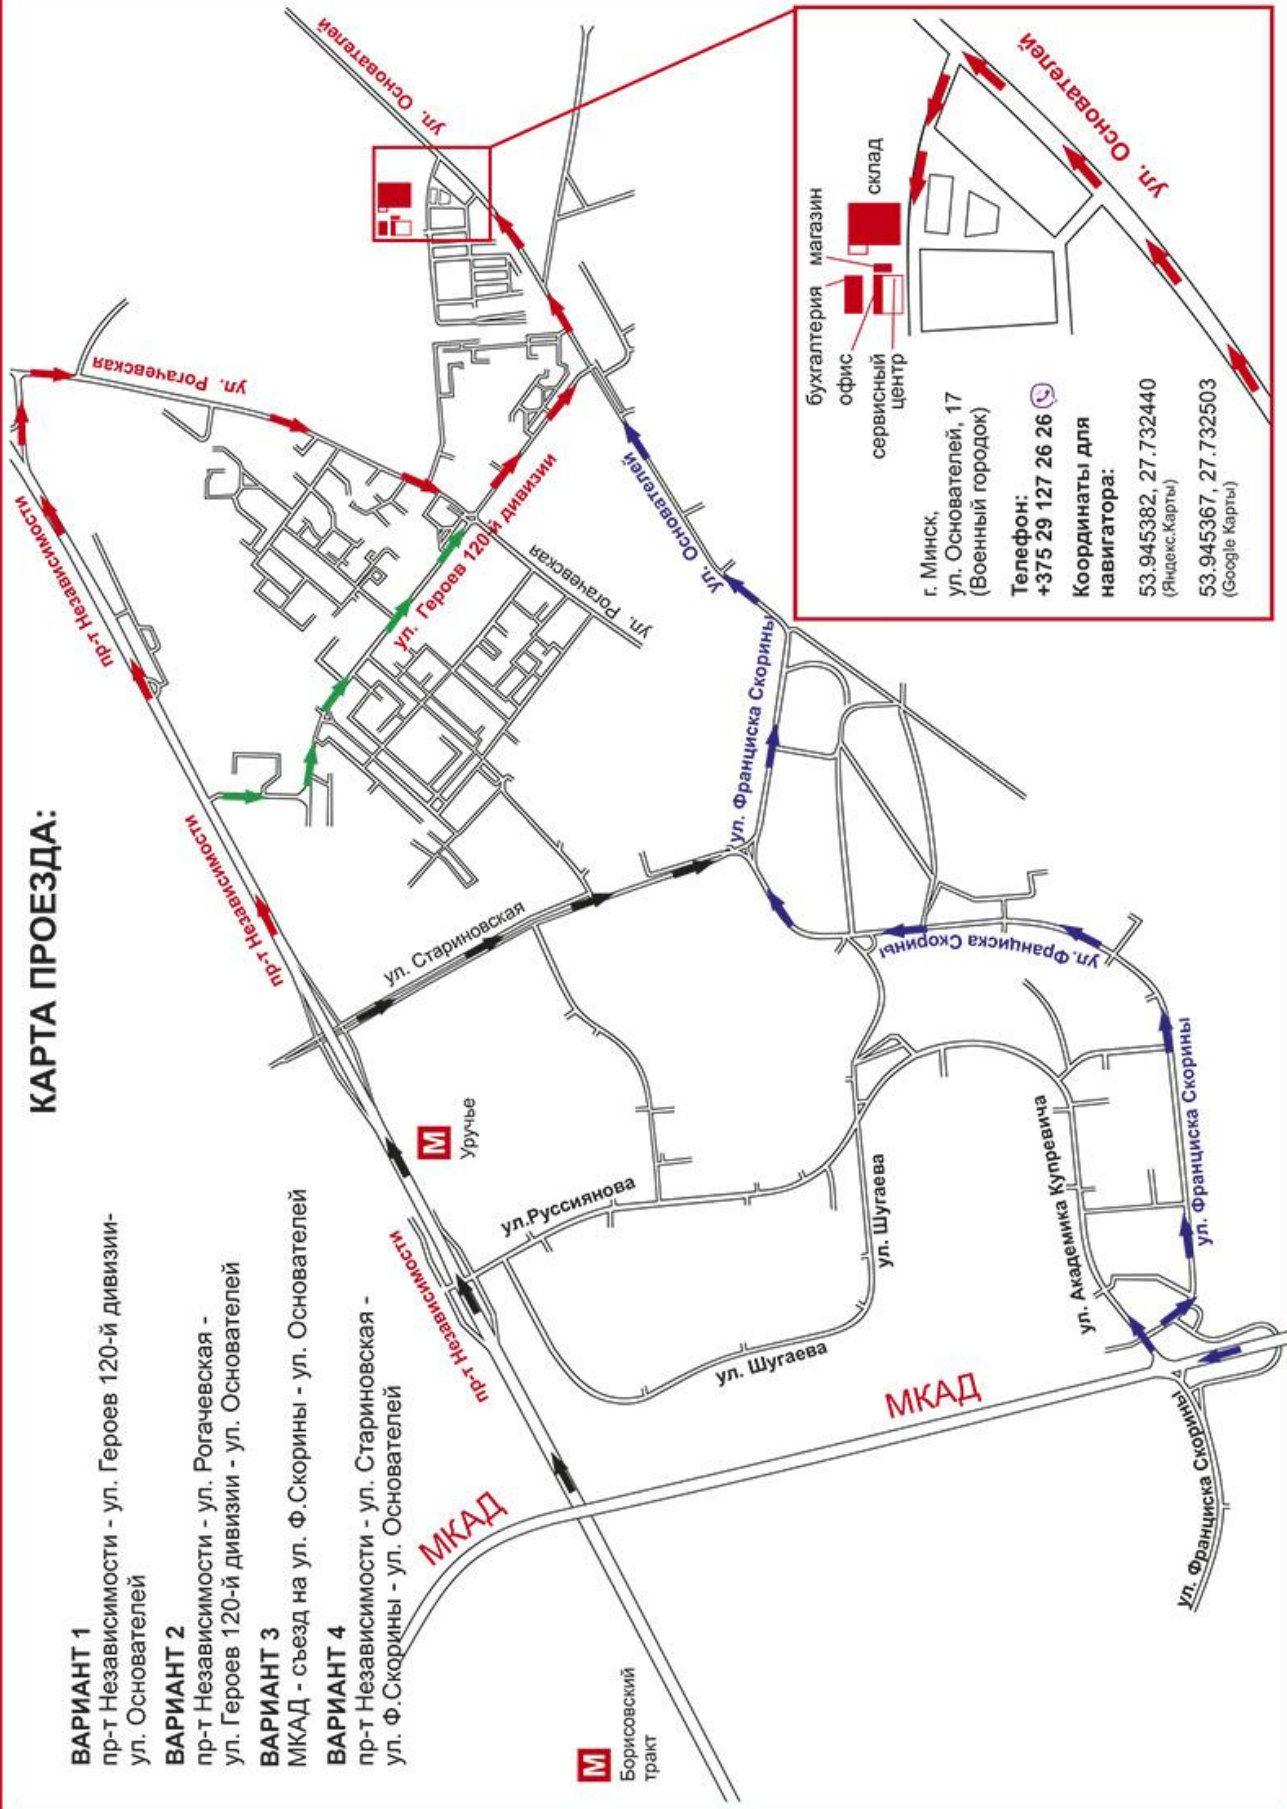 КАРТА ПРОЕЗДА:
ВАРИАНТ 1
пр-т Независимости - ул. Героев 120-й дивизии-
ул. Основателей
ВАРИАНТ 2
пр-т Независимости - ул. Рогачевская -
ул. Героев 120-й дивизии - ул. Основателей
ВАРИАНТ 3
МКАД - съезд на ул. Ф.Скорины - ул. Основателей
ВАРИАНТ 4
пр-т Независимости - ул. Стариновская -
ул. Ф.Скорины - ул. Основателей
М
Борисовский
тракт
МКАД
пр-т Независимости
М
Уручье
пр-т Независимости
пр-т Независимости
пр-т Независимости
ул. Рогачевская
ул. Основателей
ул. Героев 120-й дивизии
ул. Рогачевская
ул. Стариновская
ул.Руссиянова
ул. Шугаева
ул. Шугаева
МКАД
ул. Академика Купревича
ул. Франциска Скорины
ул. Франциска Скорины
ул.Франциска Скорины
ул. Франциска Скорины
ул. Основателей
бухгалтерия
магазин
офис
склад
сервисный
центр
ул. Основателей
г. Минск,
ул. Основателей, 17
(Военный городок)
Телефон:
+375 29 127 26 26
Координаты для
навигатора:
53.945382, 27.732440
(Яндекс.Карты)
53.945367, 27.732503
(Google Карты)